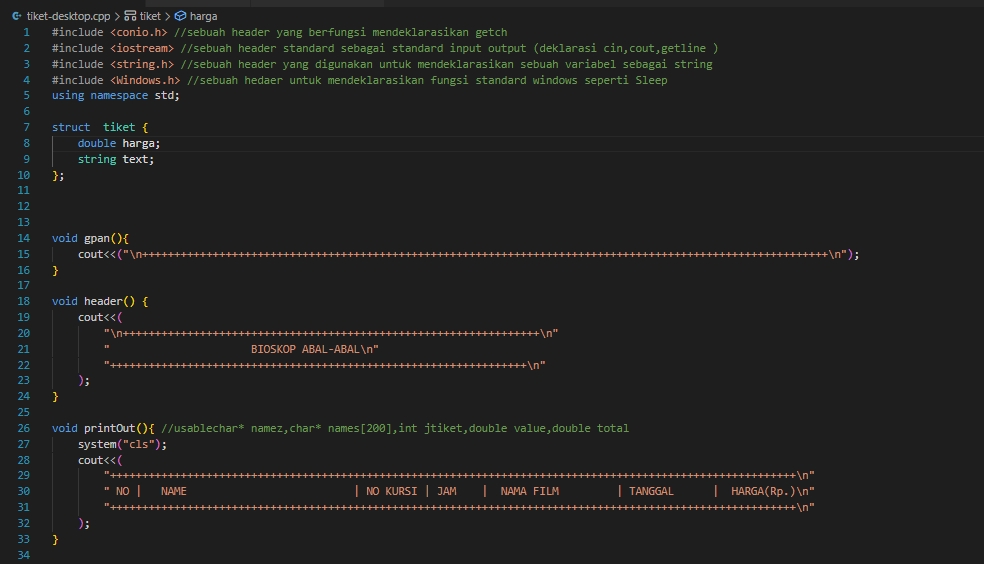 tiket-desktop.cpp > tiket > harga
1 #include <conio.h> //sebuah header yang berfungsi mendeklarasikan getch
2 #include <iostream> //sebuah header standard sebagai standard input output (deklarasi cin,cout,getline )
3 #include <string.h> //sebuah header yang digunakan untuk mendeklarasikan sebuah variabel sebagai string
4 #include <Windows.h> //sebuah hedaer untuk mendeklarasikan fungsi standard windows seperti Sleep
5 using namespace std;
6
7 struct  tiket {
8     double harga;
9     string text;
10 };
11
12
13
14 void gpan(){
15     cout<<("\n+++++++++++++++++++++++++++++++++++++++++++++++++++++++++++++++++++++++++++++++++++++++++++++++++++++++++++\n");
16 }
17
18 void header() {
19     cout<<(
20         "\n+++++++++++++++++++++++++++++++++++++++++++++++++++++++++++++++++\n"
21         "                      BIOSKOP ABAL-ABAL\n"
22         "+++++++++++++++++++++++++++++++++++++++++++++++++++++++++++++++++\n"
23     );
24 }
25
26 void printOut(){ //usablechar* namez,char* names[200],int jtiket,double value,double total
27     system("cls");
28     cout<<(
29         "+++++++++++++++++++++++++++++++++++++++++++++++++++++++++++++++++++++++++++++++++++++++++++++++++++++++++++\n"
30         " NO |   NAME                          | NO KURSI | JAM    |  NAMA FILM         | TANGGAL      |  HARGA(Rp.)\n"
31         "+++++++++++++++++++++++++++++++++++++++++++++++++++++++++++++++++++++++++++++++++++++++++++++++++++++++++++\n"
32     );
33 }
34